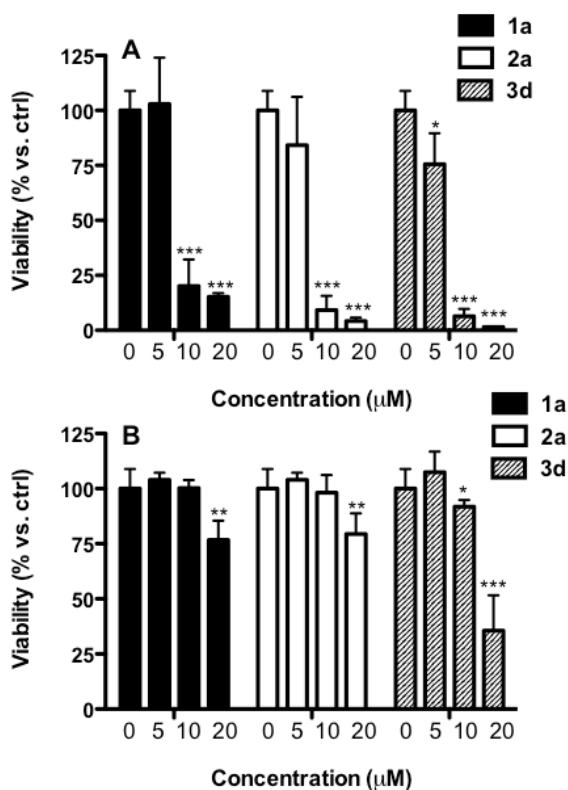 A
1a
2a
3d
Viability (% vs. ctrl)
125
100
75
50
25
0
*
*** *** *** *** *** ***
0 5 10 20 0 5 10 20 0 5 10 20
Concentration (μM)
B
1a
2a
3d
Viability (% vs. ctrl)
125
100
75
50
25
0
** ** * ***
0 5 10 20 0 5 10 20 0 5 10 20
Concentration (μM)